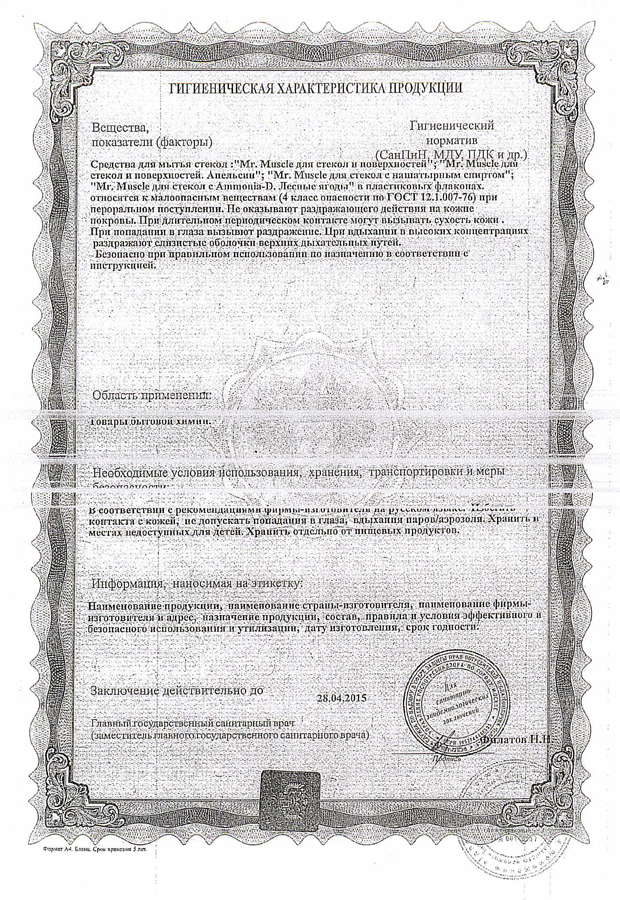 ГИГИЕНИЧЕСКАЯ ХАРАКТЕРИСТИКА ПРОДУКЦИИ
Вещества,
показатели (факторы)
Гигиенический
норматив
(СанПиН, МДУ, ПДК и др.)
Средства для мытья стекол :"Mr. Muscle для стекол и поверхностей"; "Mr. Muscle для
стекол и поверхностей. Апельсин"; "Mr. Muscle для стекол с нашатырным спиртом";
"Mr. Muscle для стекол с Ammonia-D. Лесные ягоды" в пластиковых флаконах.
относятся к малоопасным веществам (4 класс опасности по ГОСТ 12.1.007-76) при
пероральном поступлении. Не оказывают раздражающего действия на кожные
покровы. При длительном периодическом контакте могут вызывать сухость кожи .
При попадании в глаза вызывют раздражение. При вдыхании в высоких концентрациях
раздражают слизистые оболочки верхних дыхательных путей.
Безопасно при правильном использовании по назначению в соответствии с
инструкцией.
Область применения:
Товары бытовой химии.
Необходимые условия использования, хранения, транспортировки и меры
безопасности:
В соответствии с рекомендациями фирмы-изготовителя на русском языке. Избегать
контакта с кожей, не допускать попадания в глаза, вдыхания паров/аэрозоля. Хранить в
местах недоступных для детей. Хранить отдельно от пищевых продуктов.
Информация, наносимая на этикетку:
Наименование продукции, наименование страны-изготовителя, наименование фирмы-
изготовителя и адрес, назначение продукции, состав, правила и условия эффективного и
безопасного использования и утилизации, дату изготовления, срок годности.
Заключение действительно до
28.04.2015
Для
санитарно-
эпидемиологических
заключений
Главный государственный санитарный врач
(заместитель главного государственного санитарного врача)
Филатов Н.Н.
Подпись
Формат А4. Бланк. Срок хранения 5 лет.